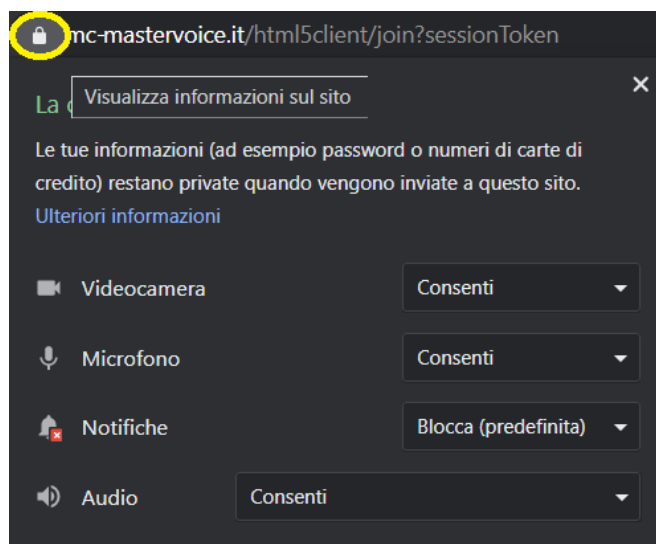 mc-mastervoice.it/html5client/join?sessionToken
La
Visualizza informazioni sul sito
Le tue informazioni (ad esempio password o numeri di carte di
credito) restano private quando vengono inviate a questo sito.
Ulteriori informazioni
Videocamera Consenti
Microfono Consenti
Notifiche Blocca (predefinita)
Audio Consenti